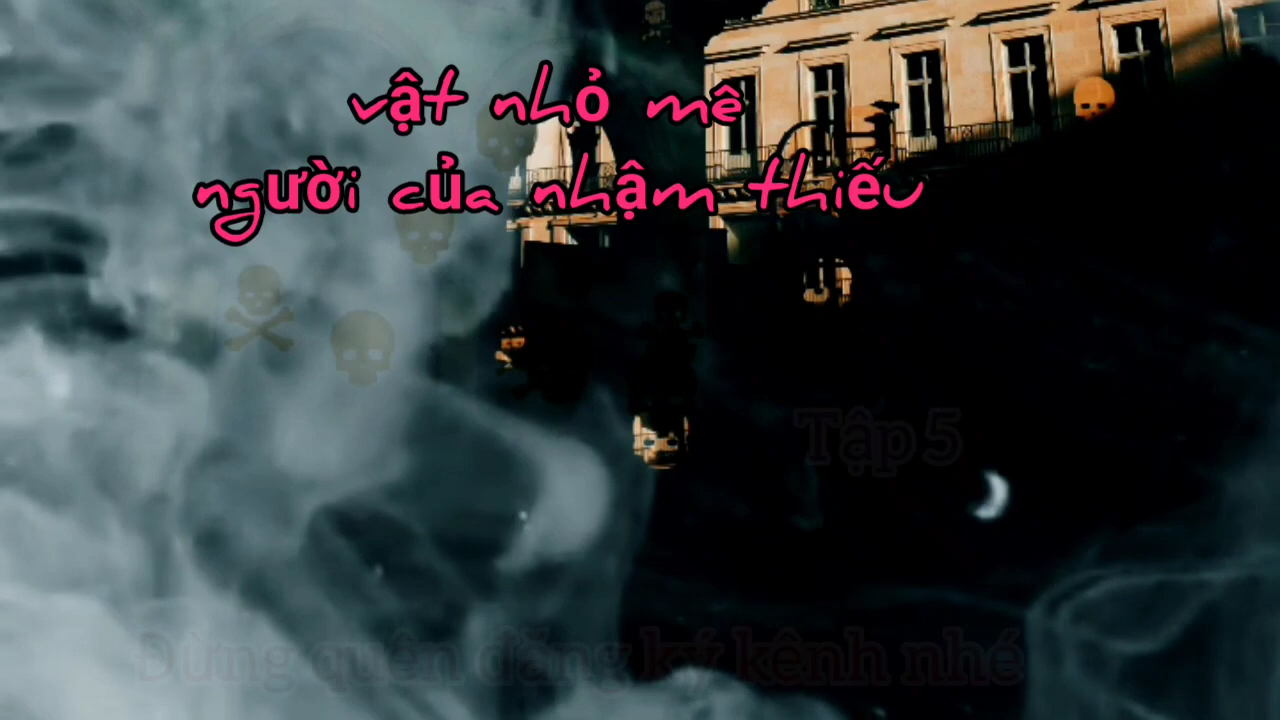 vật nhỏ mê
người của nhậm thiếu
Tập 5
Đừng quên đăng ký kênh nhé